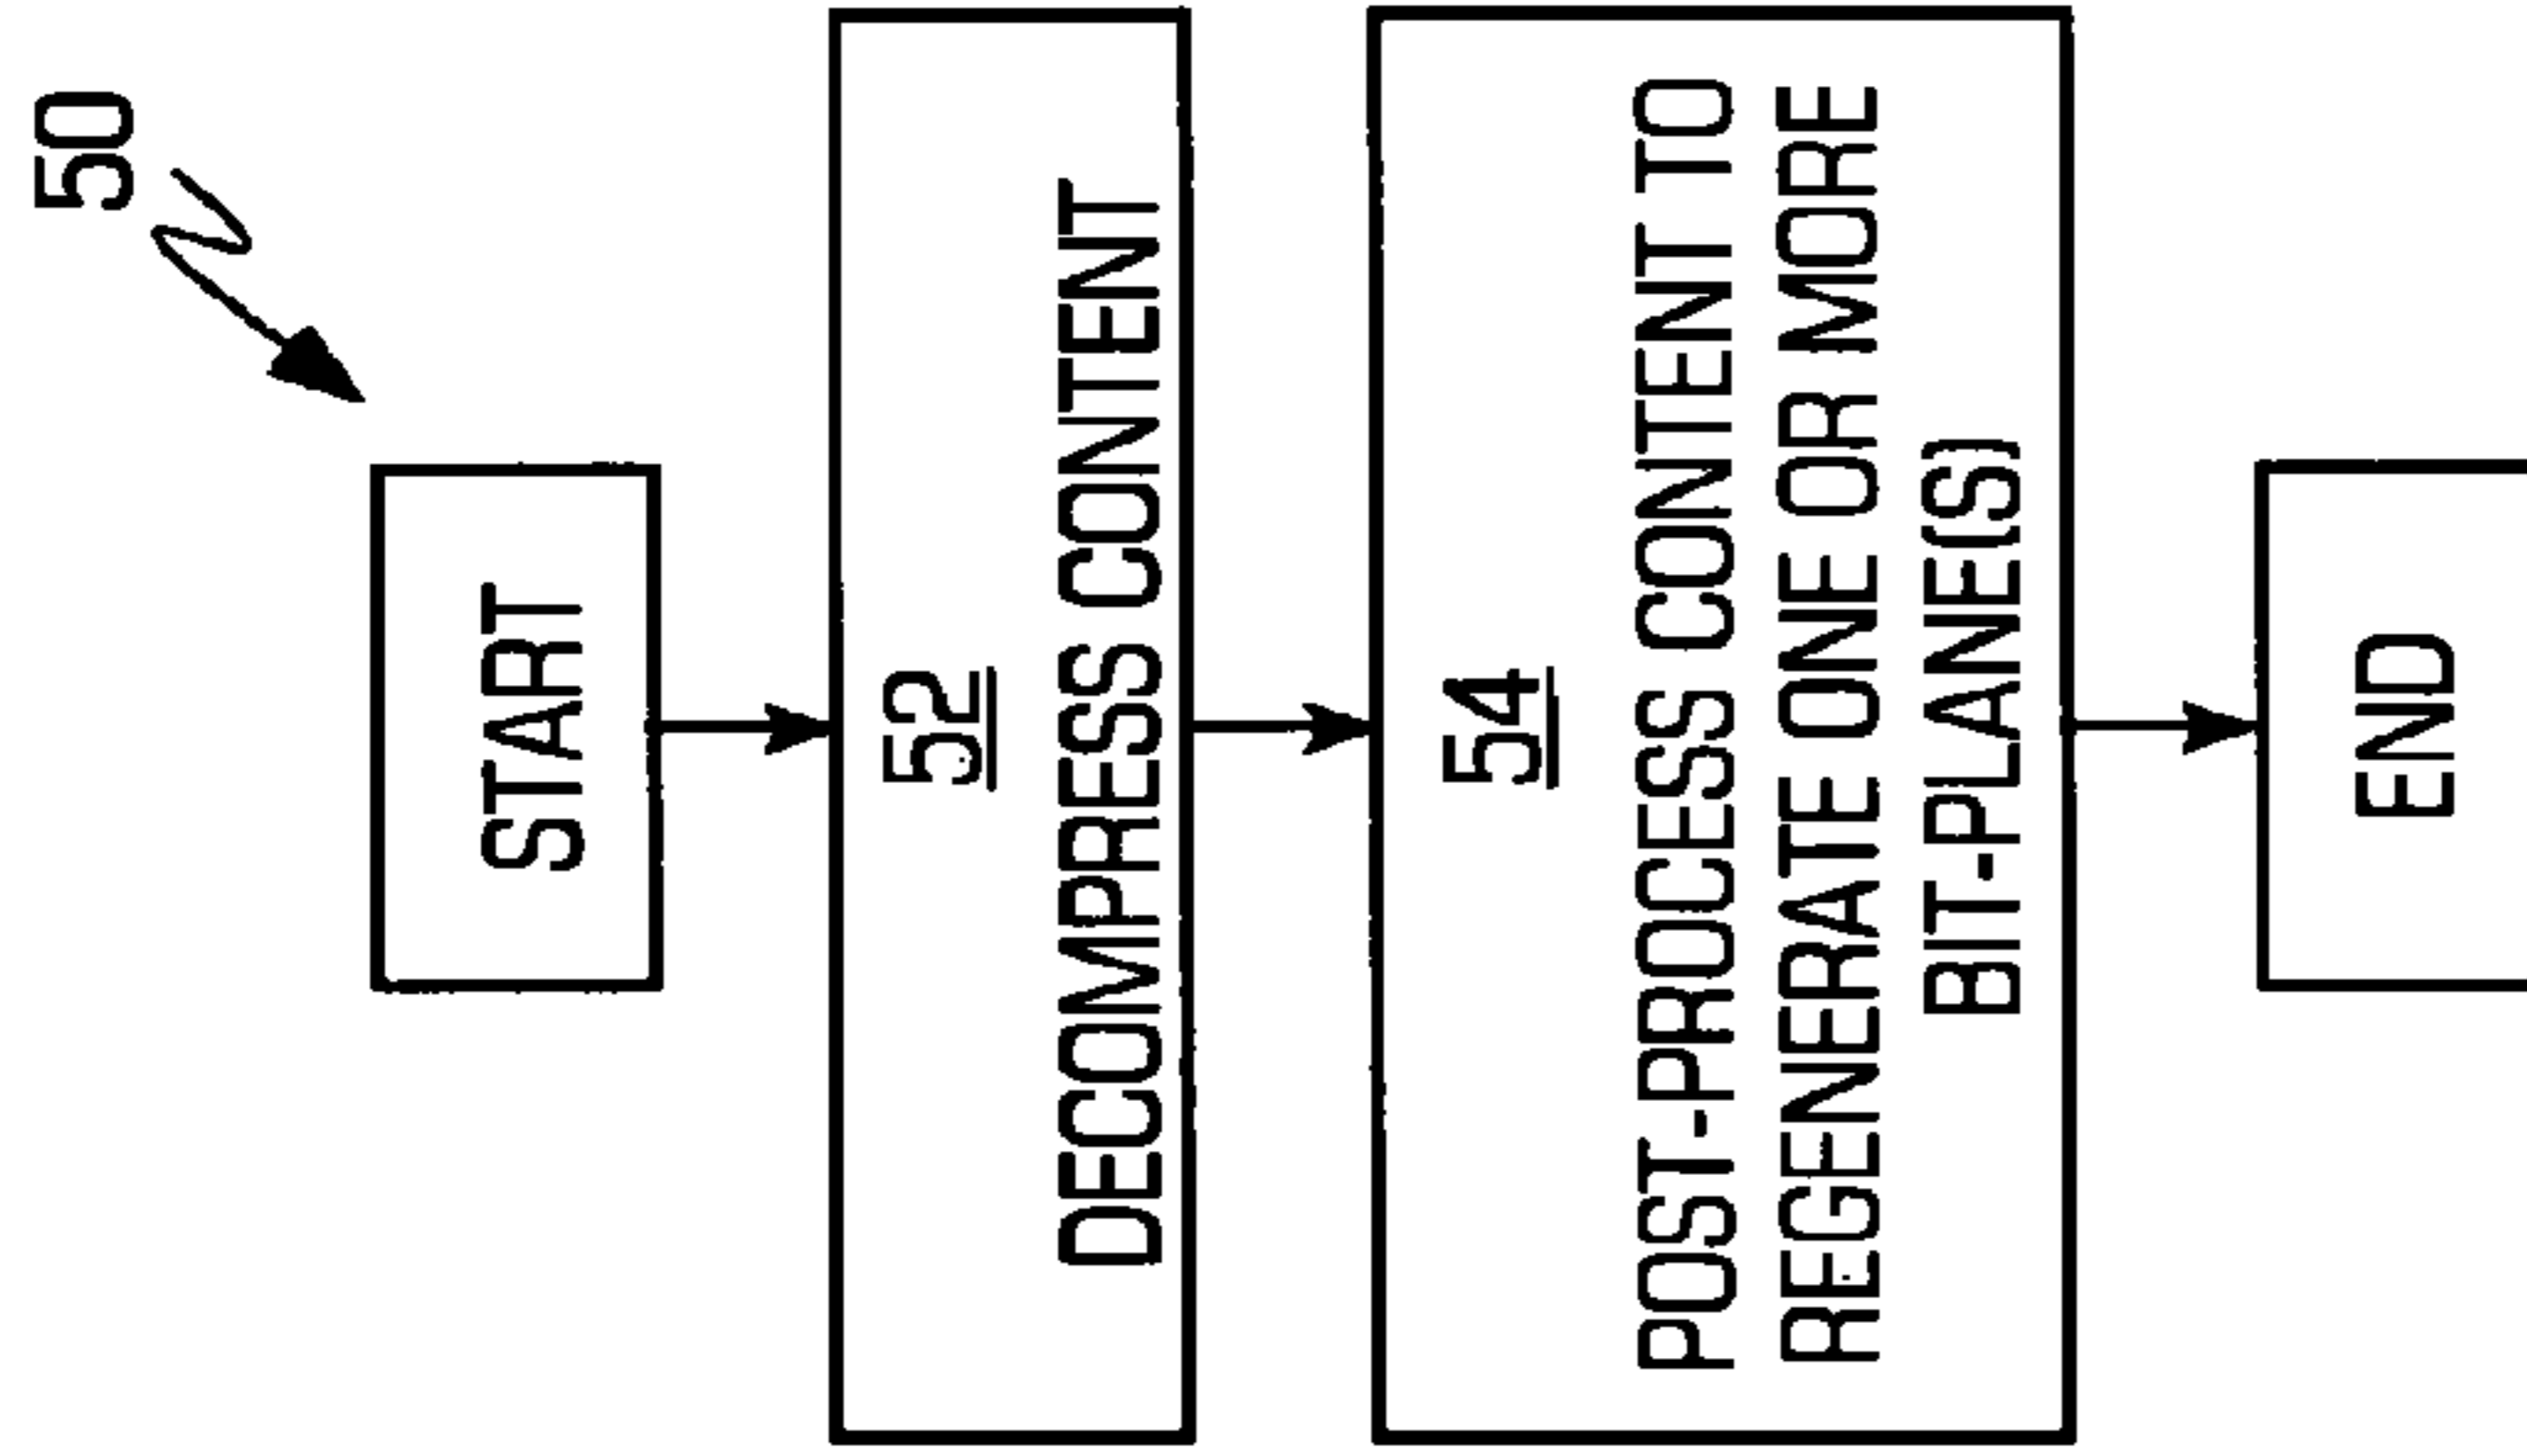 50
START
52
DECOMPRESS CONTENT
54
POST-PROCESS CONTENT TO
REGENERATE ONE OR MORE
BIT-PLANE(S)
END